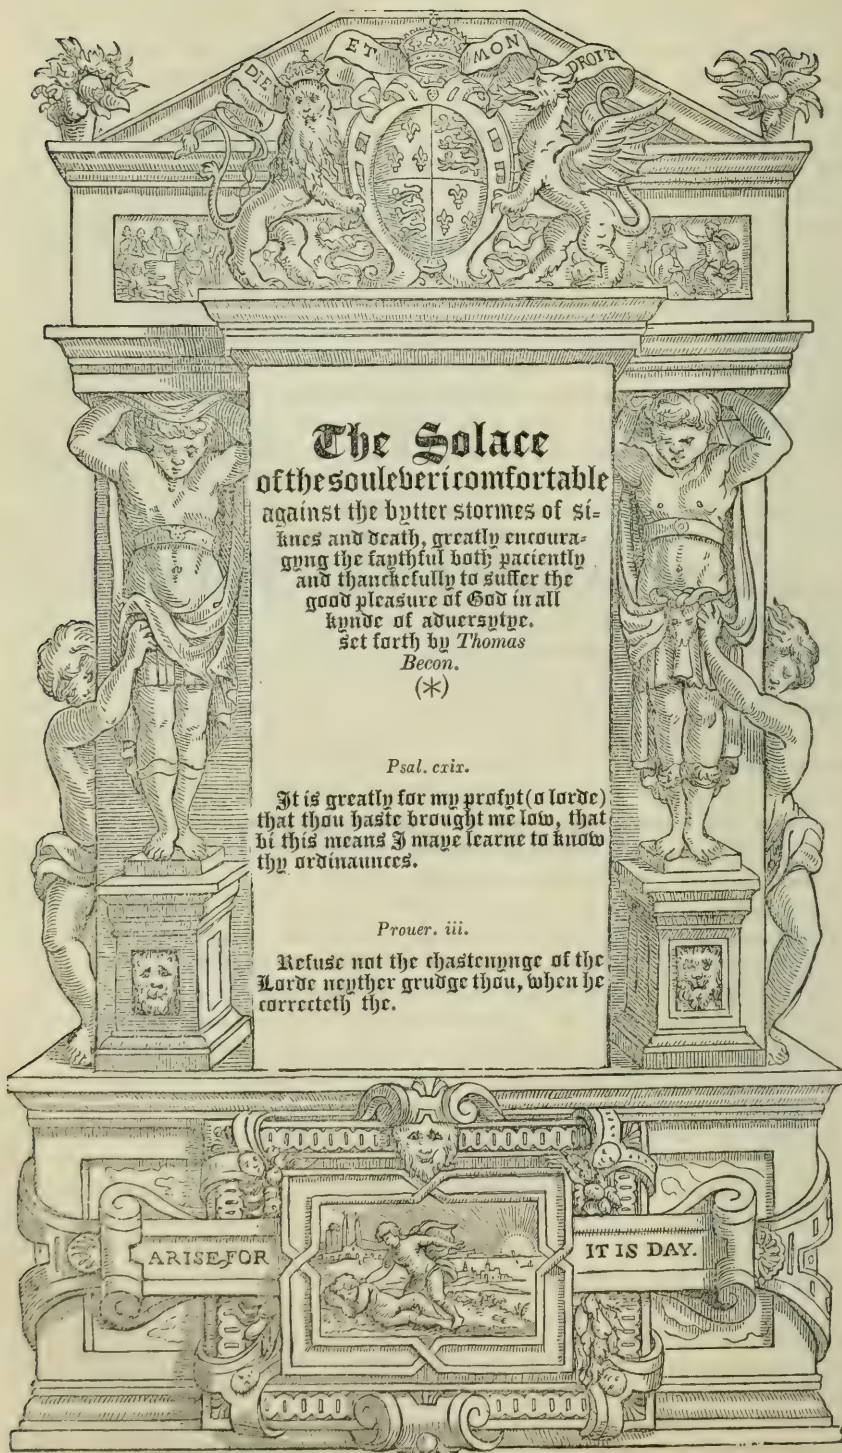 DIEV ET MON DROIT
The Solace
of the soule veri comfortable
against the bytter stormes of si=
knes and death, greatly encoura=
gyng the faythful both paciently
and thanckefully to suffer the
good pleasure of God in all
kynde of aduersytye.
Set forth by Thomas
Becon.
(*)
Psal. cxix.
It is greatly for my profyt (o lorde)
that thou haste brought me low, that
bi this means I maye learne to know
thy ordinaunces.
Prouer. iii.
Refuse not the chastenynge of the
Lorde neyther grudge thou, when he
correcteth the.
ARISE FOR
IT IS DAY.